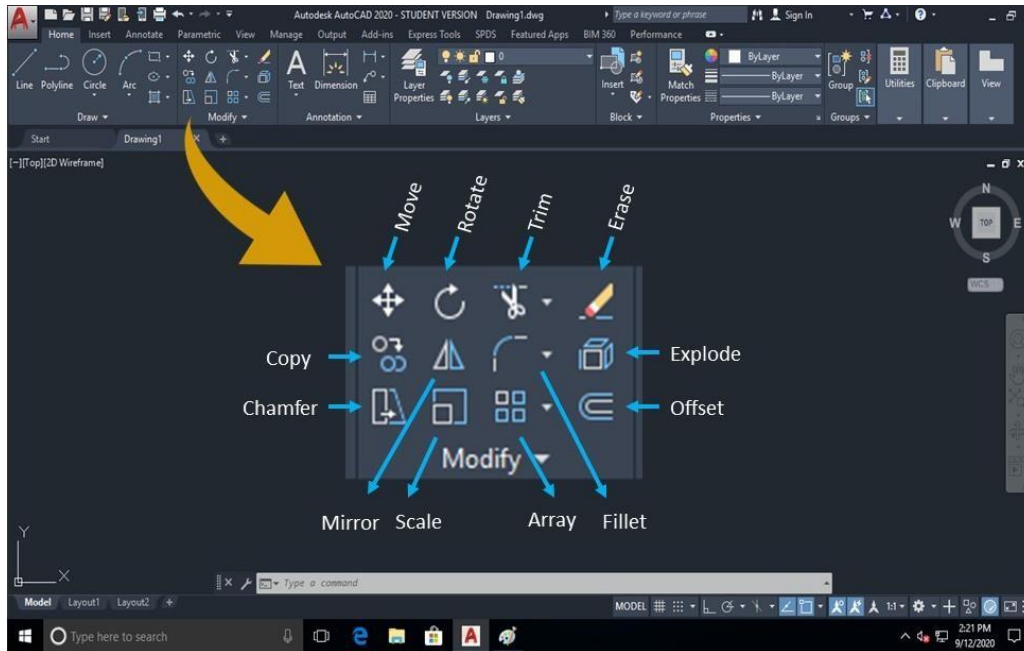 Autodesk AutoCAD 2020 - STUDENT VERSION Drawing1.dwg
Type a keyword or phrase
Sign In
Home Insert Annotate Parametric View Manage Output Add-ins Express Tools SPDS Featured Apps BIM 360 Performance
0
ByLayer
ByLayer
ByLayer
Line Polyline Circle Arc
Text Dimension
Layer Properties
Insert
Match Properties
Group
Utilities
Clipboard
View
Draw Modify Annotation Layers Block Properties Groups
Start Drawing1
[−][Top][2D Wireframe]
N
W TOP E
S
WCS
Move
Rotate
Trim
Erase
Copy
Explode
Chamfer
Offset
Modify
Mirror Scale Array Fillet
Y
X
Type a command
Model Layout1 Layout2 +
MODEL
1:1
Type here to search
2:21 PM
9/12/2020